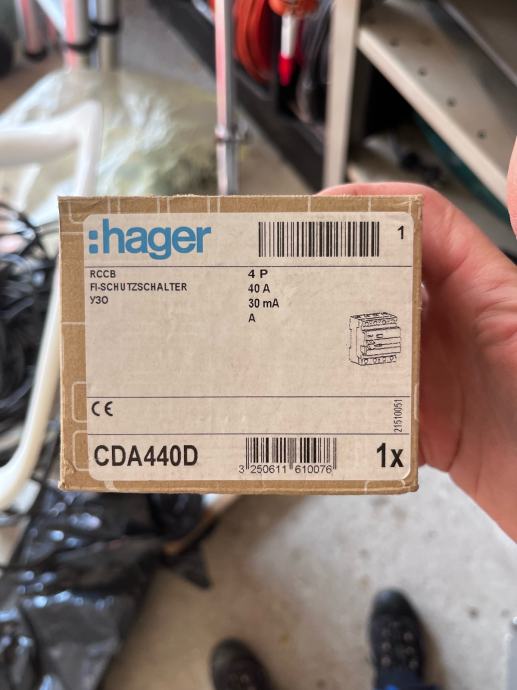 :hager
1
RCCB
FI-SCHUTZSCHALTER
УЗО
4 P
40 A
30 mA
A
CE
21510051
CDA440D
3 250611 610076
1x